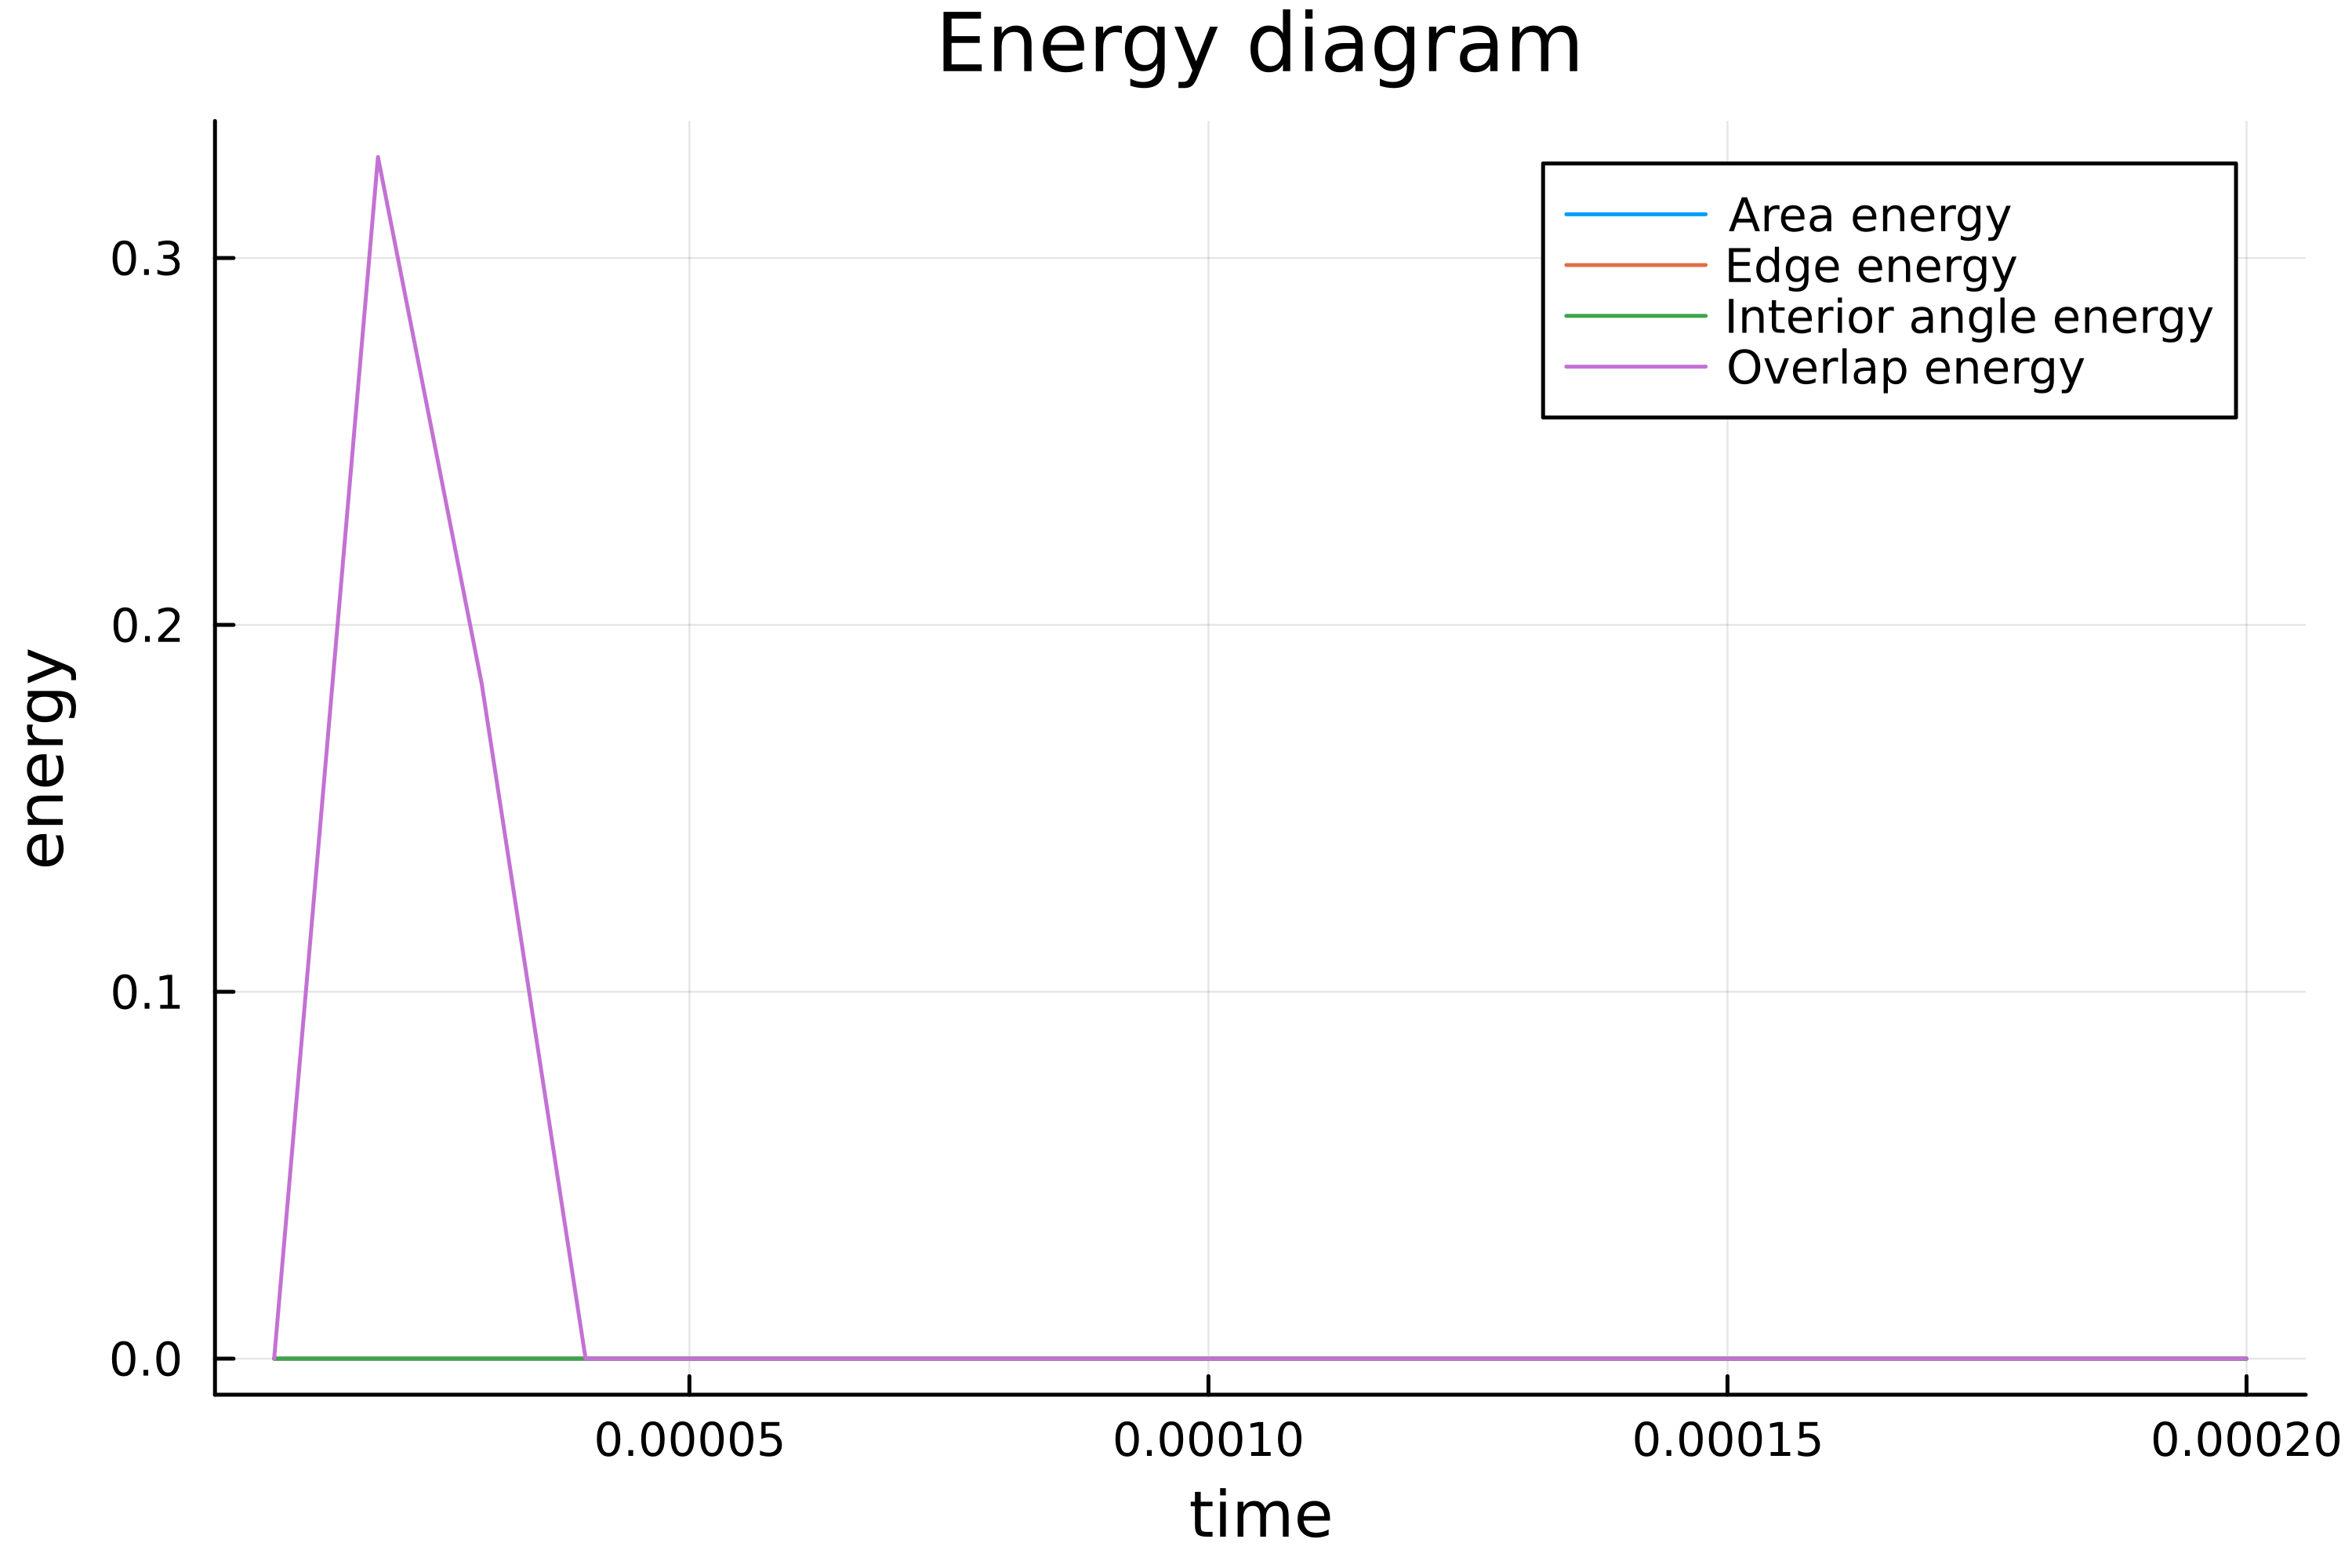 Energy diagram
Area energy
Edge energy
Interior angle energy
Overlap energy
0.3
0.2
0.1
0.0
energy
0.00005
0.00010
0.00015
0.00020
time